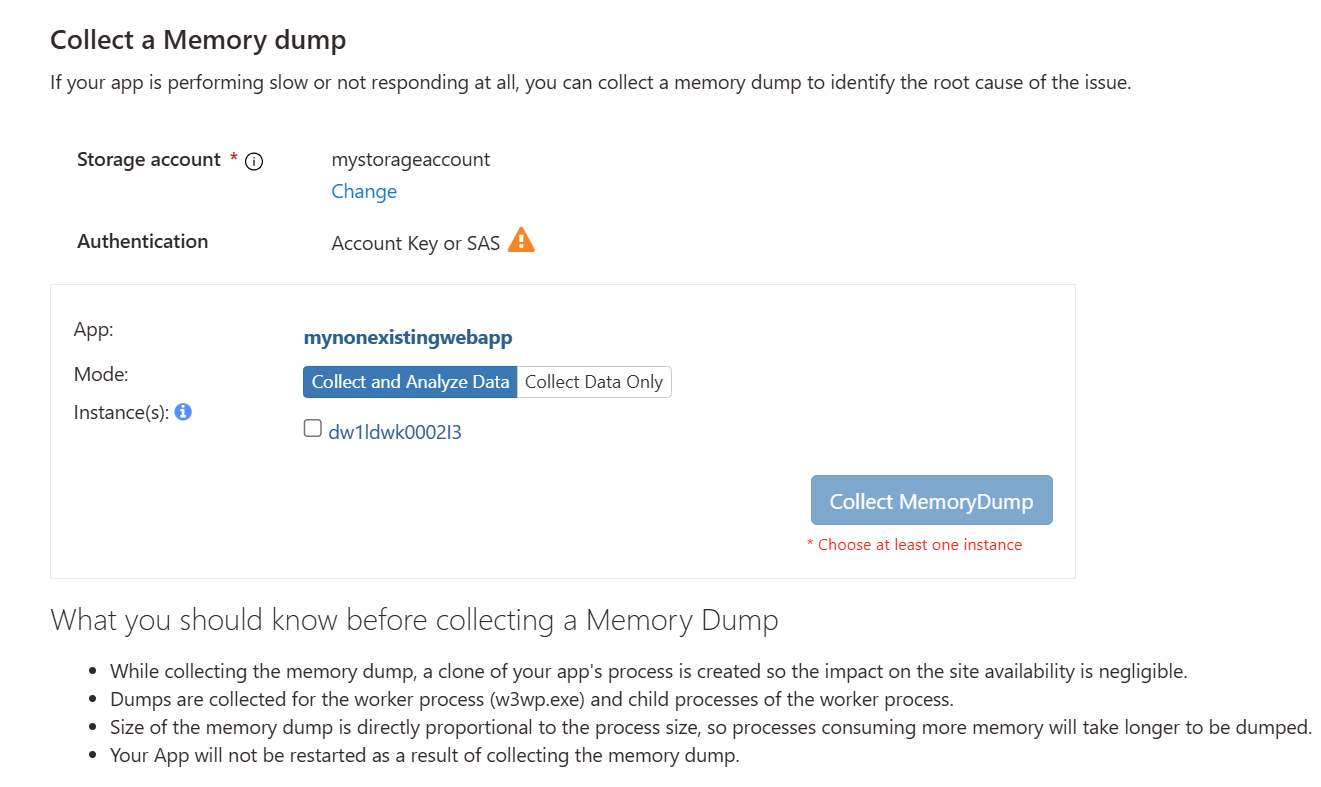 Collect a Memory dump
If your app is performing slow or not responding at all, you can collect a memory dump to identify the root cause of the issue.
Storage account * mystorageaccount
Change
Authentication Account Key or SAS
App: mynonexistingwebapp
Mode: Collect and Analyze Data Collect Data Only
Instance(s): dw1ldwk0002I3
Collect MemoryDump
* Choose at least one instance
What you should know before collecting a Memory Dump
• While collecting the memory dump, a clone of your app's process is created so the impact on the site availability is negligible.
• Dumps are collected for the worker process (w3wp.exe) and child processes of the worker process.
• Size of the memory dump is directly proportional to the process size, so processes consuming more memory will take longer to be dumped.
• Your App will not be restarted as a result of collecting the memory dump.